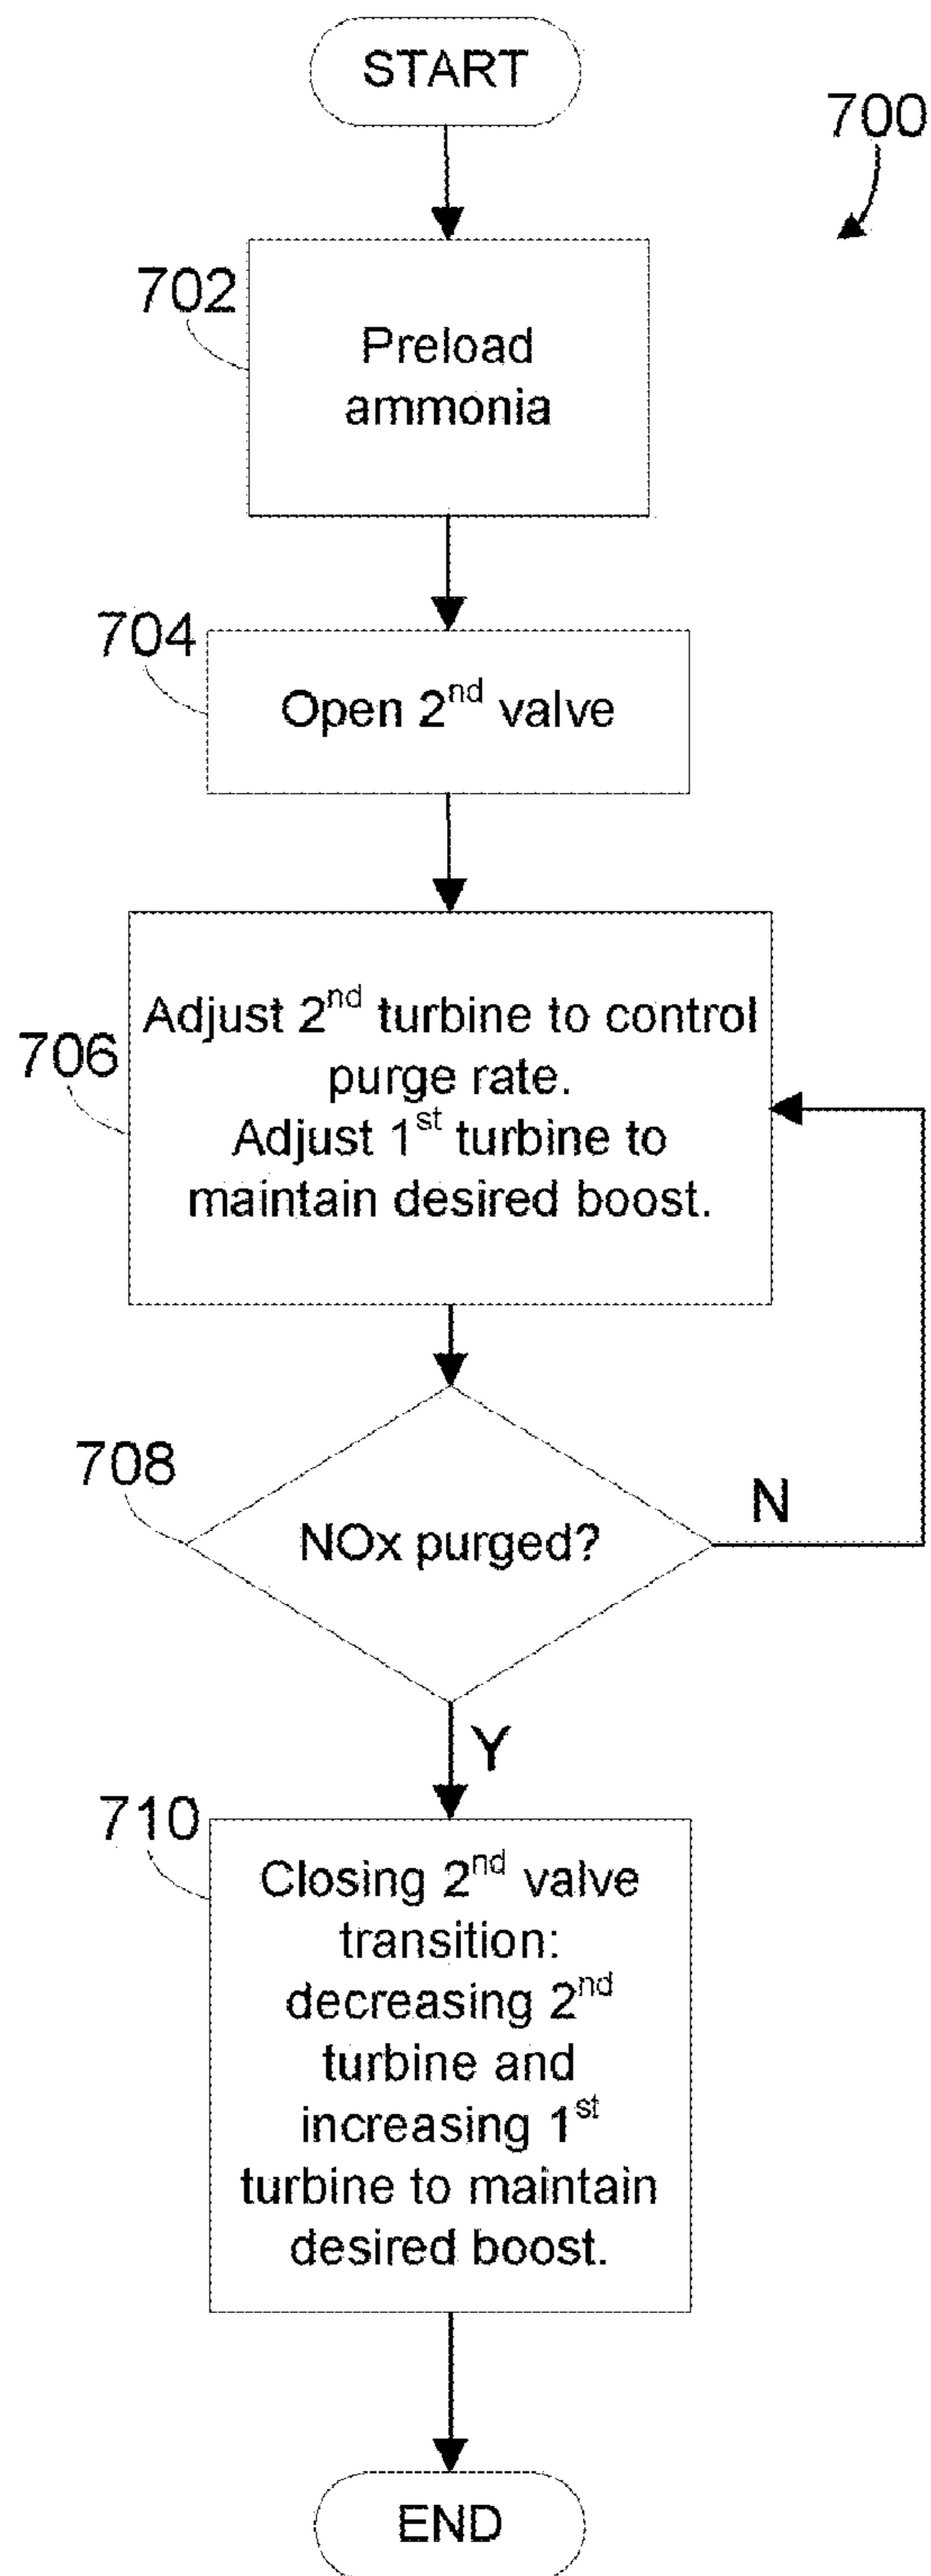 START
700
702
Preload
ammonia
704
Open 2nd valve
706
Adjust 2nd turbine to control
purge rate.
Adjust 1st turbine to
maintain desired boost.
708
NOx purged?
N
Y
710
Closing 2nd valve
transition:
decreasing 2nd
turbine and
increasing 1st
turbine to maintain
desired boost.
END